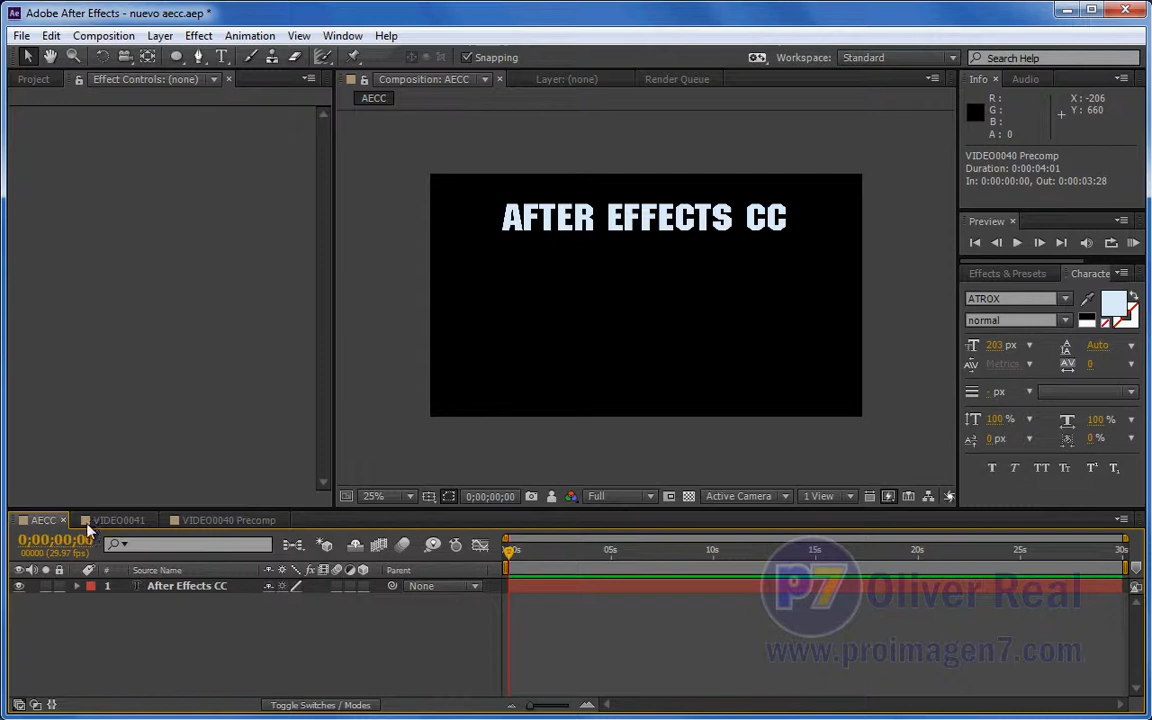 Adobe After Effects - nuevo aecc.aep *
File Edit Composition Layer Effect Animation View Window Help
Snapping Workspace: Standard Search Help
Project Effect Controls: (none) Composition: AECC Layer: (none) Render Queue Info Audio
AECC
R: X: -206
G: Y: 660
B:
A: 0
VIDEO0040 Precomp
Duration: 0:00:04:01
In: 0:00:00:00, Out: 0:00:03:28
AFTER EFFECTS CC
Preview
Effects & Presets Characte
ATROX
normal
203 px Auto
Metrics 0
- px
100 % 100 %
0 px 0 %
T T TT Tr T¹ T₁
25% 0;00;00;00 Full Active Camera 1 View
AECC VIDEO0041 VIDEO0040 Precomp
0;00;00;00
00000 (29.97 fps)
00s 05s 10s 15s 20s 25s 30s
# Source Name fx Parent
1 T After Effects CC None
P7 Oliver Real
www.proimagen7.com
Toggle Switches / Modes